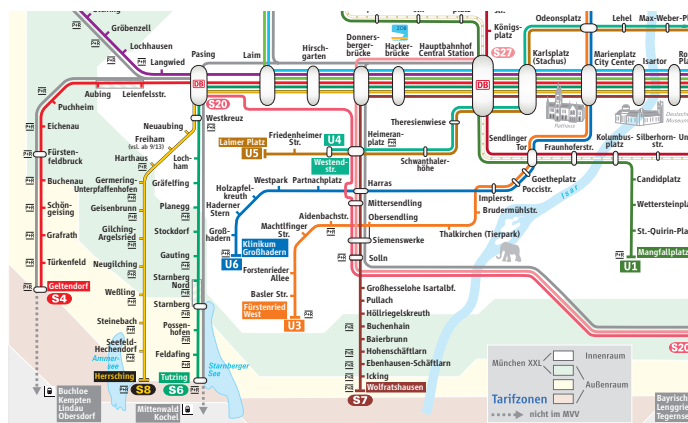 Gröbenzell
Lochhausen
Langwied
Pasing
Laim
Hirsch-
garten
Donners-
berger-
brücke
Hacker-
brücke
Hauptbahnhof
Central Station
Königs-
platz
S27
Odeonsplatz
Lehel
Max-Weber-Pl
Karlsplatz
(Stachus)
Marienplatz
City Center
Isartor
DB
DB
Aubing
Leienfelsstr.
Puchheim
Eichenau
Fürsten-
feldbruck
Buchenau
Schön-
geising
Grafrath
Türkenfeld
Geltendorf
S4
Buchloe
Kempten
Lindau
Obersdorf
S20
Westkreuz
Neuaubing
Freiham
(vsl. ab 9/13)
Harthaus
Germering-
Unterpfaffenhofen
Geisenbrunn
Gilching-
Argelsried
Neugilching
Weßling
Steinebach
Seefeld-
Hechendorf
Ammer-
see
Herrsching
S8
Loch-
ham
Gräfelfing
Planegg
Stockdorf
Gauting
Starnberg
Nord
Starnberg
Possen-
hofen
Feldafing
Tutzing
S6
Starnberger
See
Mittenwald
Kochel
Laimer Platz
U5
Friedenheimer
Str.
U4
Westend-
str.
Heimeran-
platz
Theresienwiese
Schwanthaler-
höhe
Holzapfel-
kreuth
Westpark
Partnachplatz
Haderner
Stern
Groß-
hadern
Klinikum
Großhadern
U6
Machtlfinger
Str.
Aidenbachstr.
Forstenrieder
Allee
Basler Str.
Fürstenried
West
U3
Harras
Mittersendling
Obersendling
Siemenswerke
Solln
Thalkirchen (Tierpark)
Brudermühlstr.
Implerstr.
Poccistr.
Goetheplatz
Sendlinger
Tor
Fraunhoferstr.
Kolumbus-
platz
Silberhorn-
str.
Rathaus
Isar
Candidplatz
Wettersteinpla
St.-Quirin-Pla
Mangfallplatz
U1
Großhesselohe Isartalbf.
Pullach
Höllriegelskreuth
Buchenhain
Baierbrunn
Hohenschäftlarn
Ebenhausen-Schäftlarn
Icking
Wolfratshausen
S7
S20
München XXL
Innenraum
Außenraum
Tarifzonen
nicht im MVV
Bayrisch
Lenggrie
Tegernse